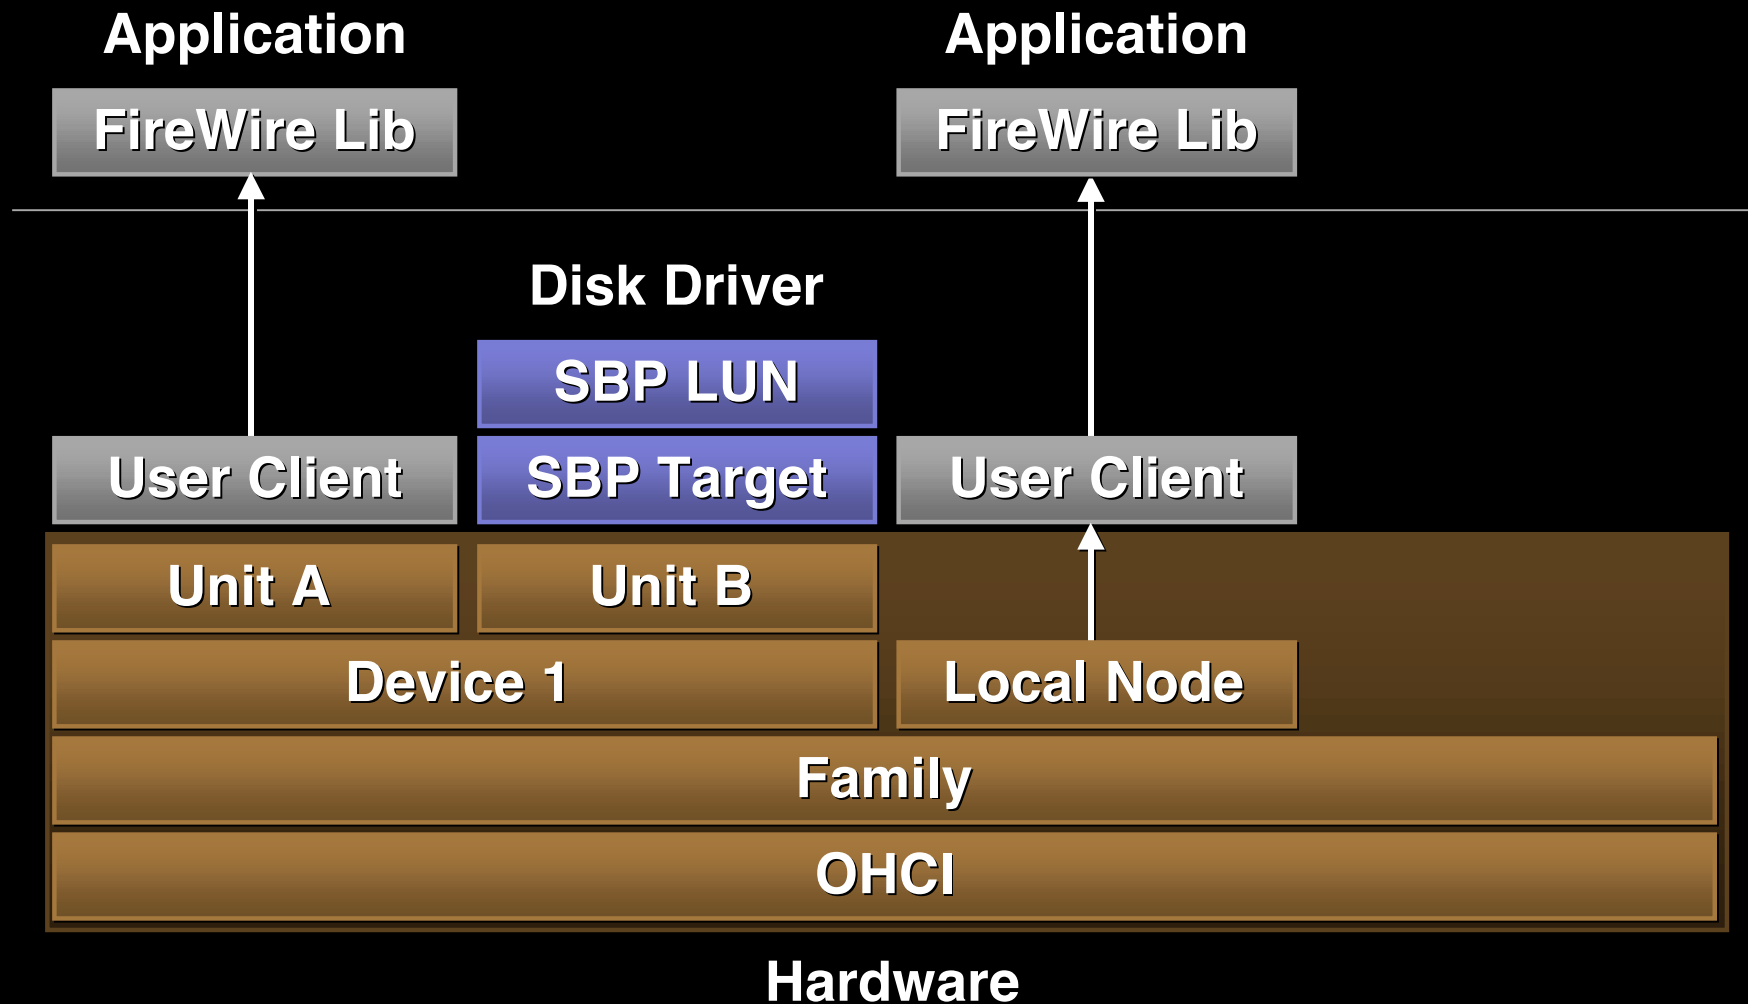 Application
Application
FireWire Lib
FireWire Lib
Disk Driver
SBP LUN
User Client
SBP Target
User Client
Unit A
Unit B
Device 1
Local Node
Family
OHCI
Hardware